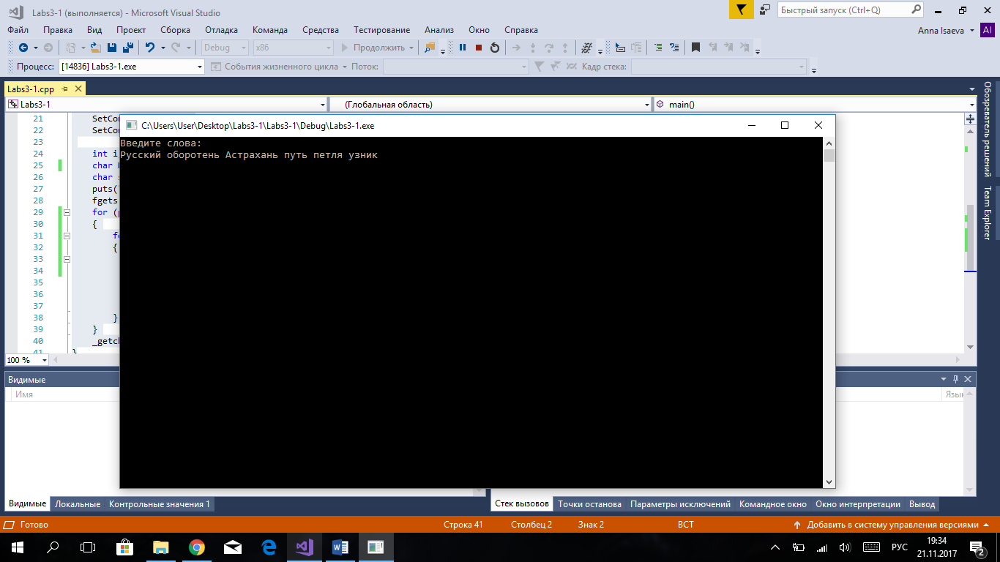 Labs3-1 (выполняется) - Microsoft Visual Studio
Быстрый запуск (Ctrl+Q)
Файл Правка Вид Проект Сборка Отладка Команда Средства Тестирование Анализ Окно Справка
Anna Isaeva AI
Debug x86 Продолжить
Процесс: [14836] Labs3-1.exe События жизненного цикла Поток: Кадр стека:
Labs3-1.cpp
Labs3-1 (Глобальная область) main()
Обозреватель решений
Team Explorer
21 SetCon
22 SetCon
23
24 int i
25 char
26 char s
27 puts("
28 fgets
29 for (p
30 {
31 fo
32 {
33
34
35
36
37
38 }
39 }
40 _getch
41 }
C:\Users\User\Desktop\Labs3-1\Labs3-1\Debug\Labs3-1.exe
Введите слова:
Русский оборотень Астрахань путь петля узник
100 %
Видимые
Имя
Язык
Видимые Локальные Контрольные значения 1
Стек вызовов Точки останова Параметры исключений Командное окно Окно интерпретации Вывод
Готово Строка 41 Столбец 2 Знак 2 ВСТ Добавить в систему управления версиями
РУС
19:34
21.11.2017
2